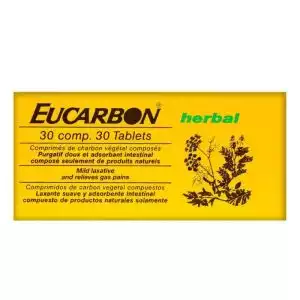 EUCARBON® herbal
30 comp. 30 Tablets
Comprimés de charbon végétal composés
Purgatif doux et adsorbant intestinal
composé seulement de produits naturels
Mild laxative
and relieves gas pains
Comprimidos de carbon vegetal compuestos
Laxante suave y adsorbente intestinal
compuesto de productos naturales solamente